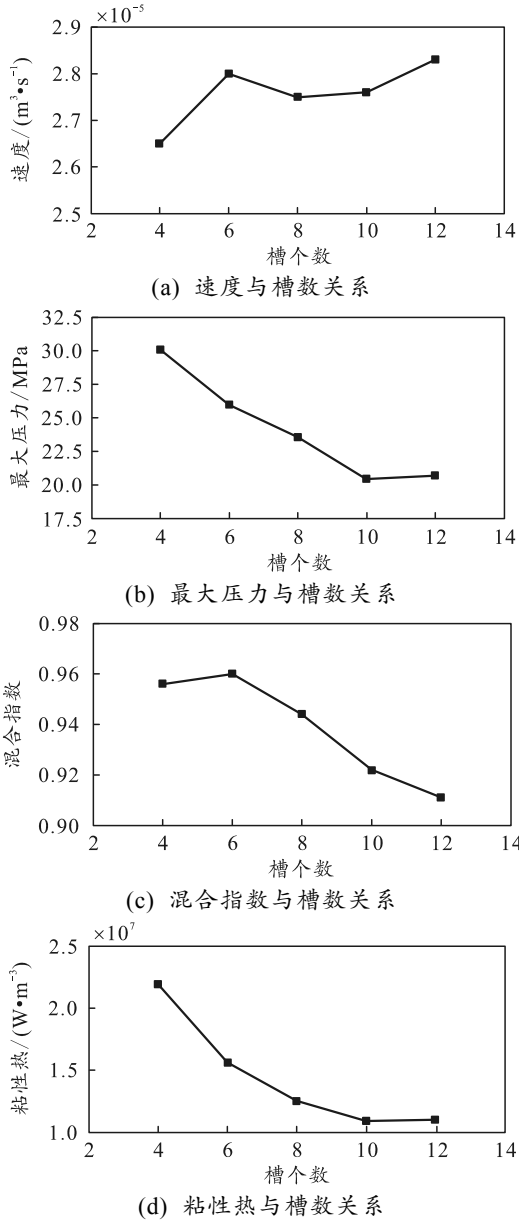 ×10⁻⁵
2.9
2.8
2.7
2.6
2.5
速度/(m³•s⁻¹)
2 4 6 8 10 12 14
槽个数
(a) 速度与槽数关系
32.5
30.0
27.5
25.0
22.5
20.0
17.5
最大压力/MPa
2 4 6 8 10 12 14
槽个数
(b) 最大压力与槽数关系
0.98
0.96
0.94
0.92
0.90
混合指数
2 4 6 8 10 12 14
槽个数
(c) 混合指数与槽数关系
×10⁷
2.5
2.0
1.5
1.0
粘性热/(W•m⁻³)
2 4 6 8 10 12 14
槽个数
(d) 粘性热与槽数关系